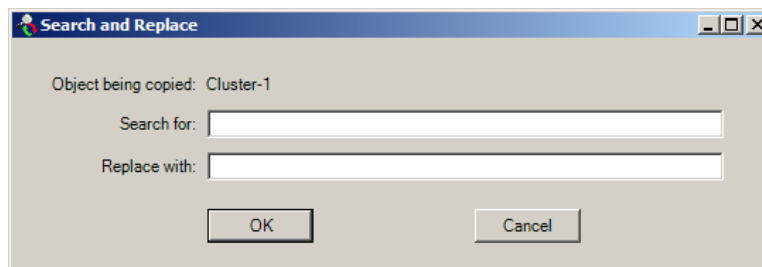 Search and Replace
Object being copied: Cluster-1
Search for:
Replace with:
OK Cancel